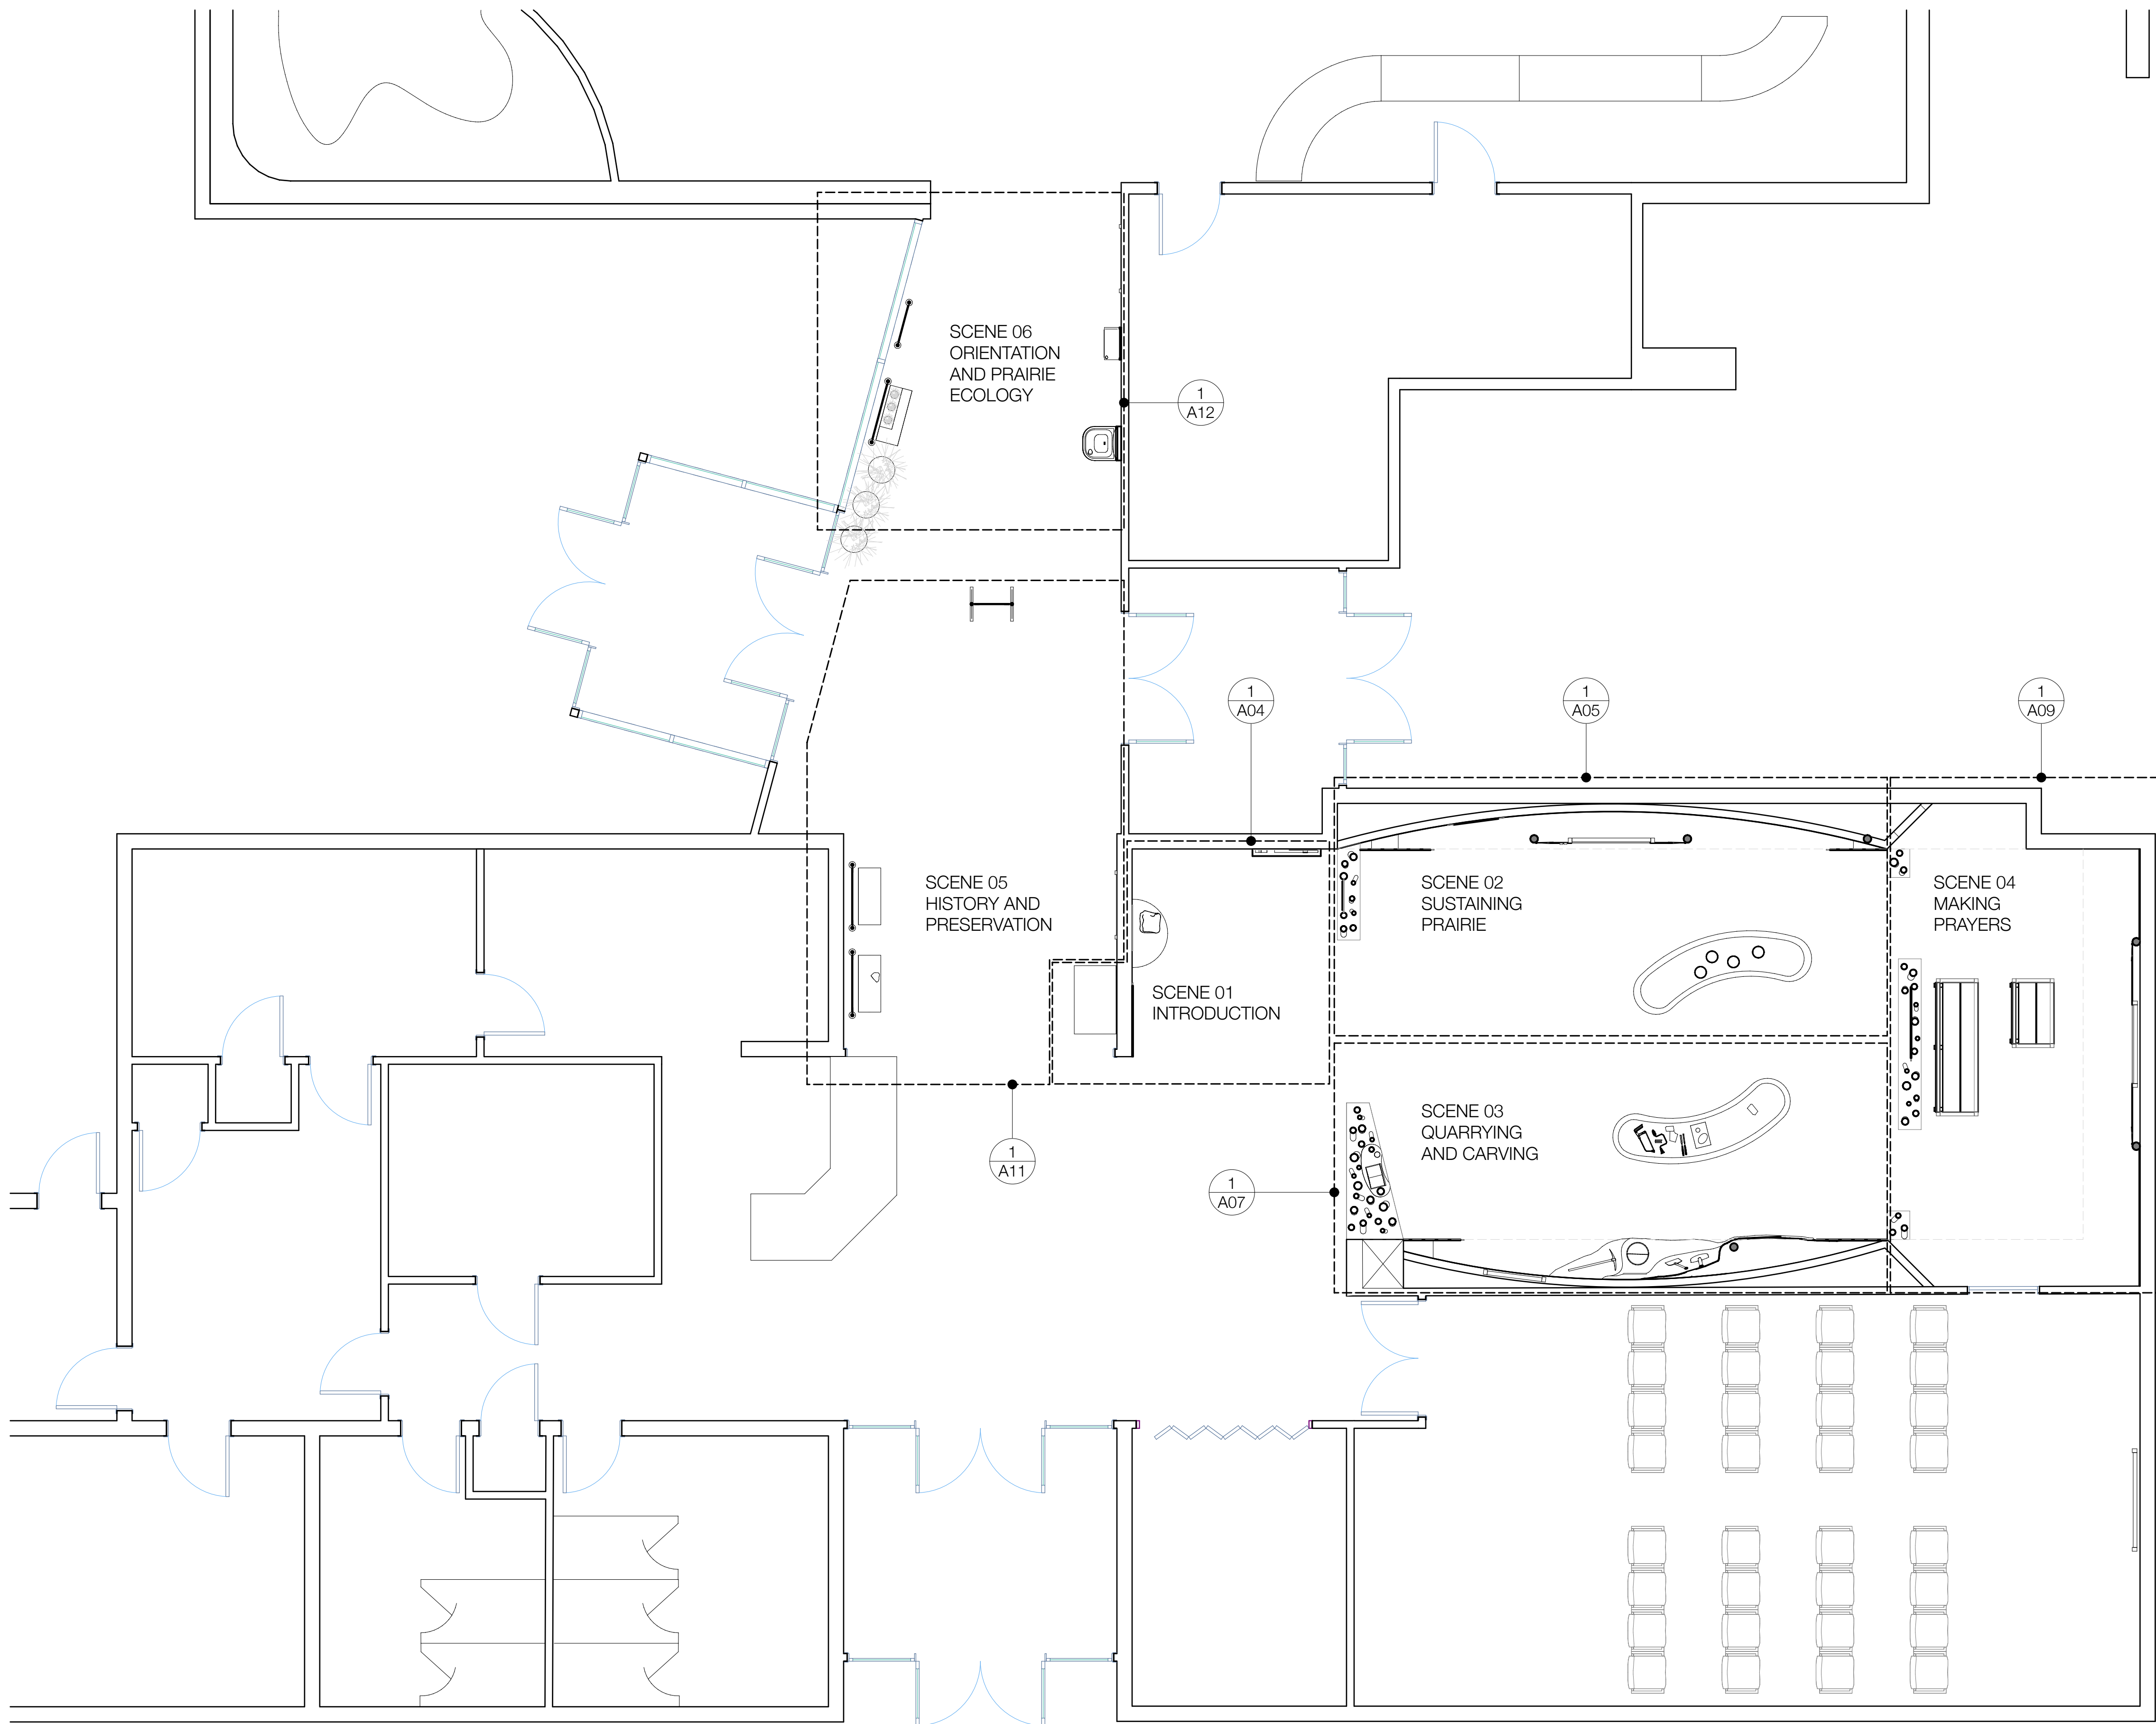 SCENE 06
ORIENTATION
AND PRAIRIE
ECOLOGY
1
A12
1
A04
1
A05
1
A09
SCENE 05
HISTORY AND
PRESERVATION
SCENE 02
SUSTAINING
PRAIRIE
SCENE 04
MAKING
PRAYERS
SCENE 01
INTRODUCTION
SCENE 03
QUARRYING
AND CARVING
1
A11
1
A07